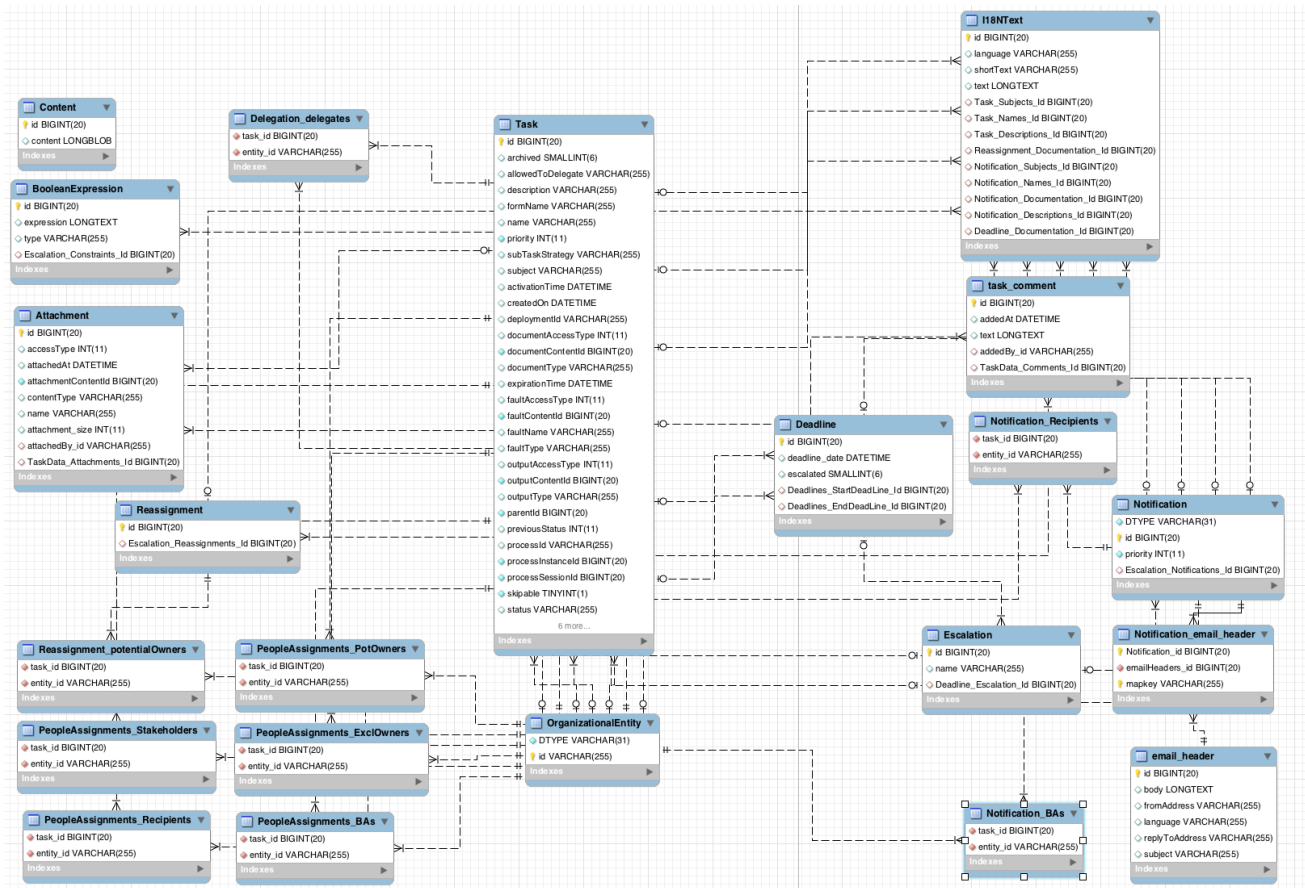 Content
id BIGINT(20)
content LONGBLOB
Indexes
BooleanExpression
id BIGINT(20)
expression LONGTEXT
type VARCHAR(255)
Escalation_Constraints_Id BIGINT(20)
Indexes
Attachment
id BIGINT(20)
accessType INT(11)
attachedAt DATETIME
attachmentContentId BIGINT(20)
contentType VARCHAR(255)
name VARCHAR(255)
attachment_size INT(11)
attachedBy_id VARCHAR(255)
TaskData_Attachments_Id BIGINT(20)
Indexes
Delegation_delegates
task_id BIGINT(20)
entity_id VARCHAR(255)
Indexes
Reassignment
id BIGINT(20)
Escalation_Reassignments_Id BIGINT(20)
Indexes
Reassignment_potentialOwners
task_id BIGINT(20)
entity_id VARCHAR(255)
Indexes
PeopleAssignments_Stakeholders
task_id BIGINT(20)
entity_id VARCHAR(255)
Indexes
PeopleAssignments_Recipients
task_id BIGINT(20)
entity_id VARCHAR(255)
Indexes
PeopleAssignments_PotOwners
task_id BIGINT(20)
entity_id VARCHAR(255)
Indexes
PeopleAssignments_ExclOwners
task_id BIGINT(20)
entity_id VARCHAR(255)
Indexes
PeopleAssignments_BAs
task_id BIGINT(20)
entity_id VARCHAR(255)
Indexes
Task
id BIGINT(20)
archived SMALLINT(6)
allowedToDelegate VARCHAR(255)
description VARCHAR(255)
formName VARCHAR(255)
name VARCHAR(255)
priority INT(11)
subTaskStrategy VARCHAR(255)
subject VARCHAR(255)
activationTime DATETIME
createdOn DATETIME
deploymentId VARCHAR(255)
documentAccessType INT(11)
documentContentId BIGINT(20)
documentType VARCHAR(255)
expirationTime DATETIME
faultAccessType INT(11)
faultContentId BIGINT(20)
faultName VARCHAR(255)
faultType VARCHAR(255)
outputAccessType INT(11)
outputContentId BIGINT(20)
outputType VARCHAR(255)
parentId BIGINT(20)
previousStatus INT(11)
processId VARCHAR(255)
processInstanceId BIGINT(20)
processSessionId BIGINT(20)
skipable TINYINT(1)
status VARCHAR(255)
6 more...
Indexes
OrganizationalEntity
DTYPE VARCHAR(31)
id VARCHAR(255)
Indexes
I18NText
id BIGINT(20)
language VARCHAR(255)
shortText VARCHAR(255)
text LONGTEXT
Task_Subjects_Id BIGINT(20)
Task_Names_Id BIGINT(20)
Task_Descriptions_Id BIGINT(20)
Reassignment_Documentation_Id BIGINT(20)
Notification_Subjects_Id BIGINT(20)
Notification_Names_Id BIGINT(20)
Notification_Documentation_Id BIGINT(20)
Notification_Descriptions_Id BIGINT(20)
Deadline_Documentation_Id BIGINT(20)
Indexes
task_comment
id BIGINT(20)
addedAt DATETIME
text LONGTEXT
addedBy_id VARCHAR(255)
TaskData_Comments_Id BIGINT(20)
Indexes
Deadline
id BIGINT(20)
deadline_date DATETIME
escalated SMALLINT(6)
Deadlines_StartDeadLine_Id BIGINT(20)
Deadlines_EndDeadLine_Id BIGINT(20)
Indexes
Notification_Recipients
task_id BIGINT(20)
entity_id VARCHAR(255)
Indexes
Notification
DTYPE VARCHAR(31)
id BIGINT(20)
priority INT(11)
Escalation_Notifications_Id BIGINT(20)
Indexes
Escalation
id BIGINT(20)
name VARCHAR(255)
Deadline_Escalation_Id BIGINT(20)
Indexes
Notification_email_header
Notification_id BIGINT(20)
emailHeaders_id BIGINT(20)
mapkey VARCHAR(255)
Indexes
email_header
id BIGINT(20)
body LONGTEXT
fromAddress VARCHAR(255)
language VARCHAR(255)
replyToAddress VARCHAR(255)
subject VARCHAR(255)
Indexes
Notification_BAs
task_id BIGINT(20)
entity_id VARCHAR(255)
Indexes